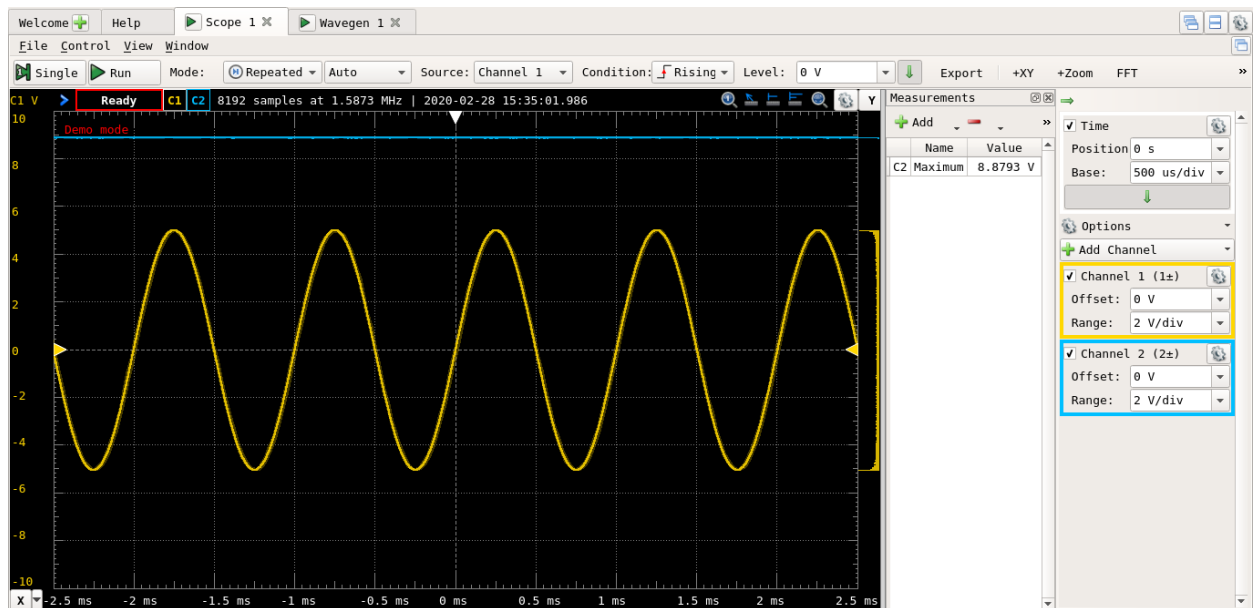 Welcome Help Scope 1 Wavegen 1
File Control View Window
Single Run Mode: Repeated Auto Source: Channel 1 Condition: Rising Level: 0 V Export +XY +Zoom FFT »
C1 V Ready C1 C2 8192 samples at 1.5873 MHz | 2020-02-28 15:35:01.986 Y
Demo mode
10
8
6
4
2
0
-2
-4
-6
-8
-10
X -2.5 ms -2 ms -1.5 ms -1 ms -0.5 ms 0 ms 0.5 ms 1 ms 1.5 ms 2 ms 2.5 ms
Measurements
Add »
Name Value
C2 Maximum 8.8793 V
Time
Position 0 s
Base: 500 us/div
Options
Add Channel
Channel 1 (1±)
Offset: 0 V
Range: 2 V/div
Channel 2 (2±)
Offset: 0 V
Range: 2 V/div